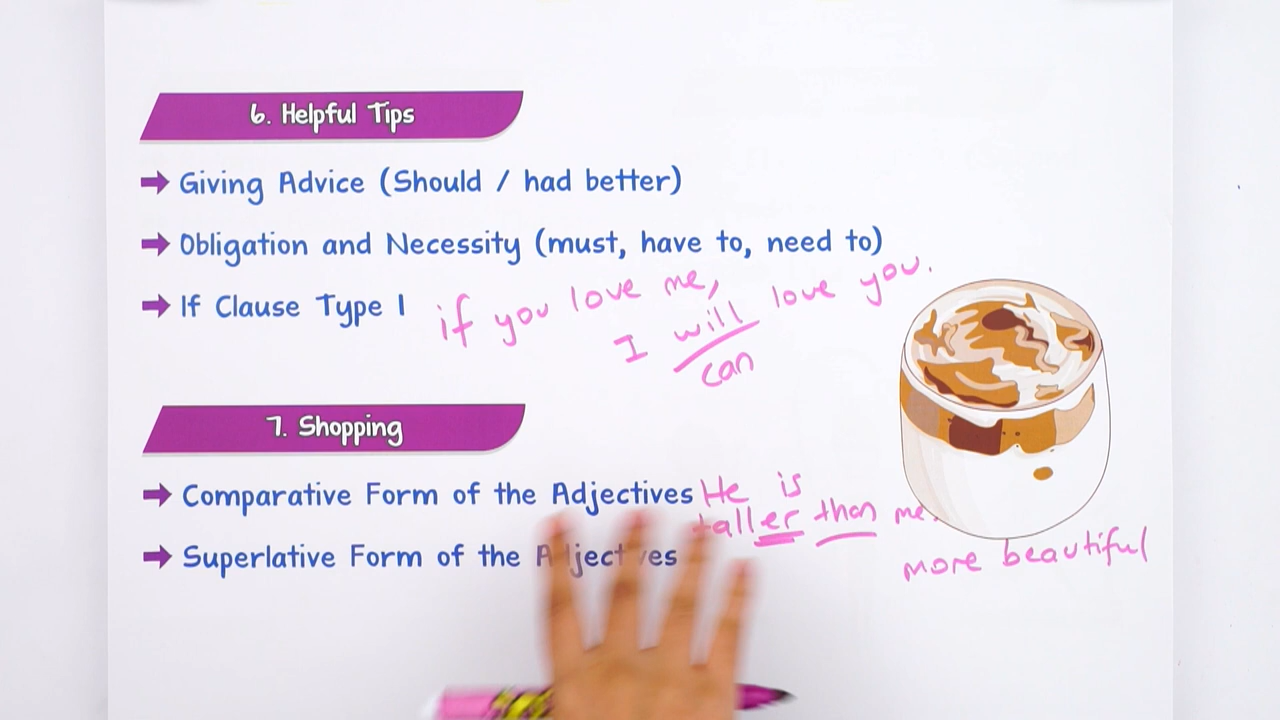 6. Helpful Tips
Giving Advice (Should / had better)
Obligation and Necessity (must, have to, need to)
If Clause Type 1
if you love me,
I will love you.
can
7. Shopping
Comparative Form of the Adjectives
He is
taller than me.
more beautiful
Superlative Form of the Adjectives